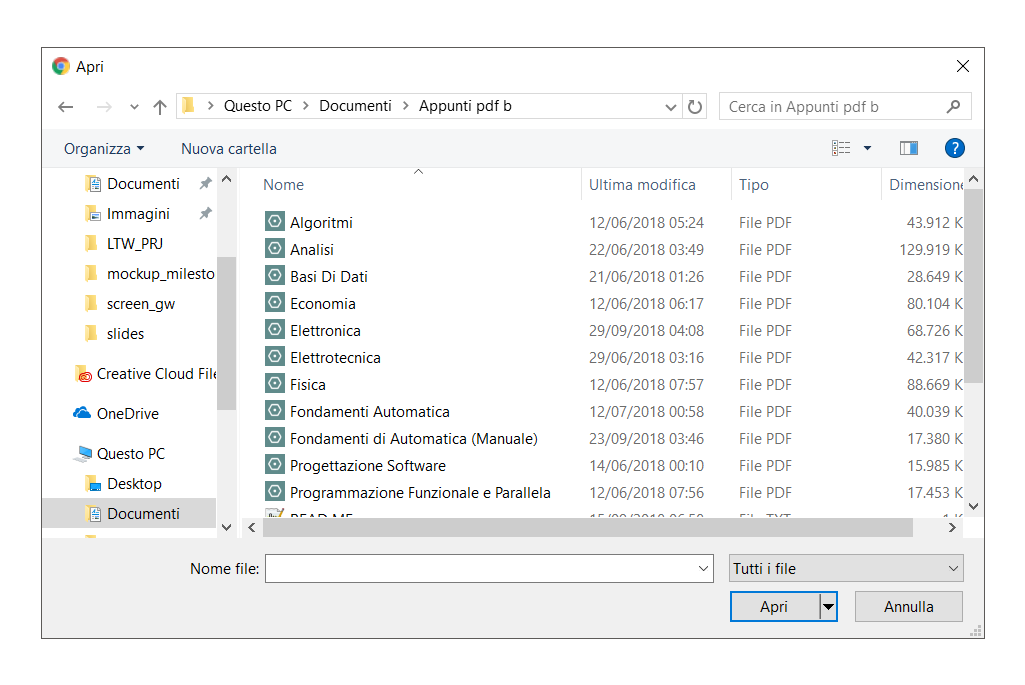 Apri
Questo PC > Documenti > Appunti pdf b
Cerca in Appunti pdf b
Organizza Nuova cartella ?
Documenti
Immagini
LTW_PRJ
mockup_milesto
screen_gw
slides
Creative Cloud File
OneDrive
Questo PC
Desktop
Documenti
Nome Ultima modifica Tipo Dimensione
Algoritmi 12/06/2018 05:24 File PDF 43.912 K
Analisi 22/06/2018 03:49 File PDF 129.919 K
Basi Di Dati 21/06/2018 01:26 File PDF 28.649 K
Economia 12/06/2018 06:17 File PDF 80.104 K
Elettronica 29/09/2018 04:08 File PDF 68.726 K
Elettrotecnica 29/06/2018 03:16 File PDF 42.317 K
Fisica 12/06/2018 07:57 File PDF 88.669 K
Fondamenti Automatica 12/07/2018 00:58 File PDF 40.039 K
Fondamenti di Automatica (Manuale) 23/09/2018 03:46 File PDF 17.380 K
Progettazione Software 14/06/2018 00:10 File PDF 15.985 K
Programmazione Funzionale e Parallela 12/06/2018 07:56 File PDF 17.453 K
READ ME File TXT
Nome file: Tutti i file
Apri Annulla